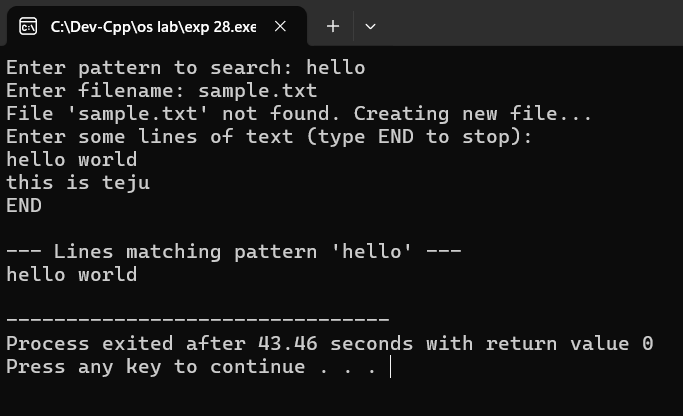 C:\Dev-Cpp\os lab\exp 28.exe
Enter pattern to search: hello
Enter filename: sample.txt
File 'sample.txt' not found. Creating new file...
Enter some lines of text (type END to stop):
hello world
this is teju
END
--- Lines matching pattern 'hello' ---
hello world
--------------------------------
Process exited after 43.46 seconds with return value 0
Press any key to continue . . .